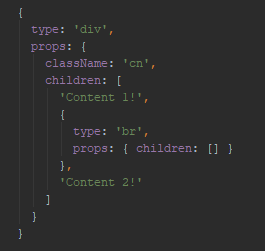 {
  type: 'div',
  props: {
    className: 'cn',
    children: [
      'Content 1!',
      {
        type: 'br',
        props: { children: [] }
      },
      'Content 2!'
    ]
  }
}